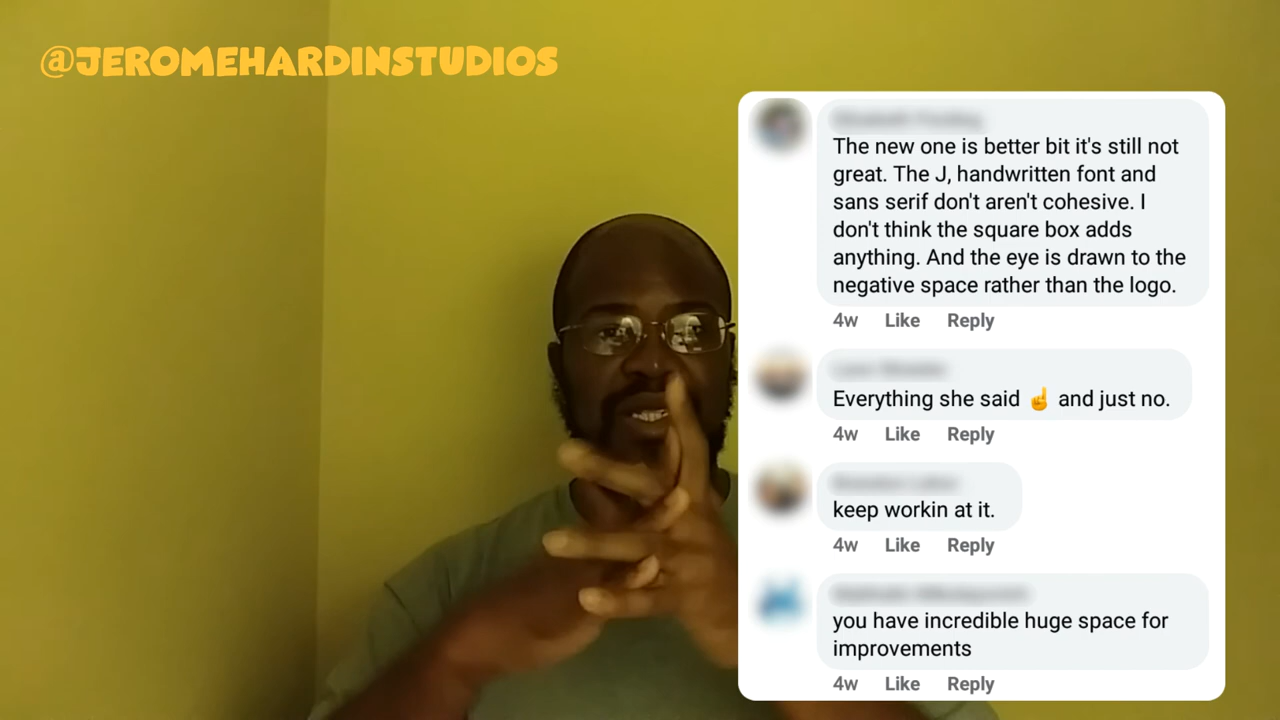 @JEROMEHARDINSTUDIOS
The new one is better bit it's still not
great. The J, handwritten font and
sans serif don't aren't cohesive. I
don't think the square box adds
anything. And the eye is drawn to the
negative space rather than the logo.
4w Like Reply
Everything she said ☝ and just no.
4w Like Reply
keep workin at it.
4w Like Reply
you have incredible huge space for
improvements
4w Like Reply